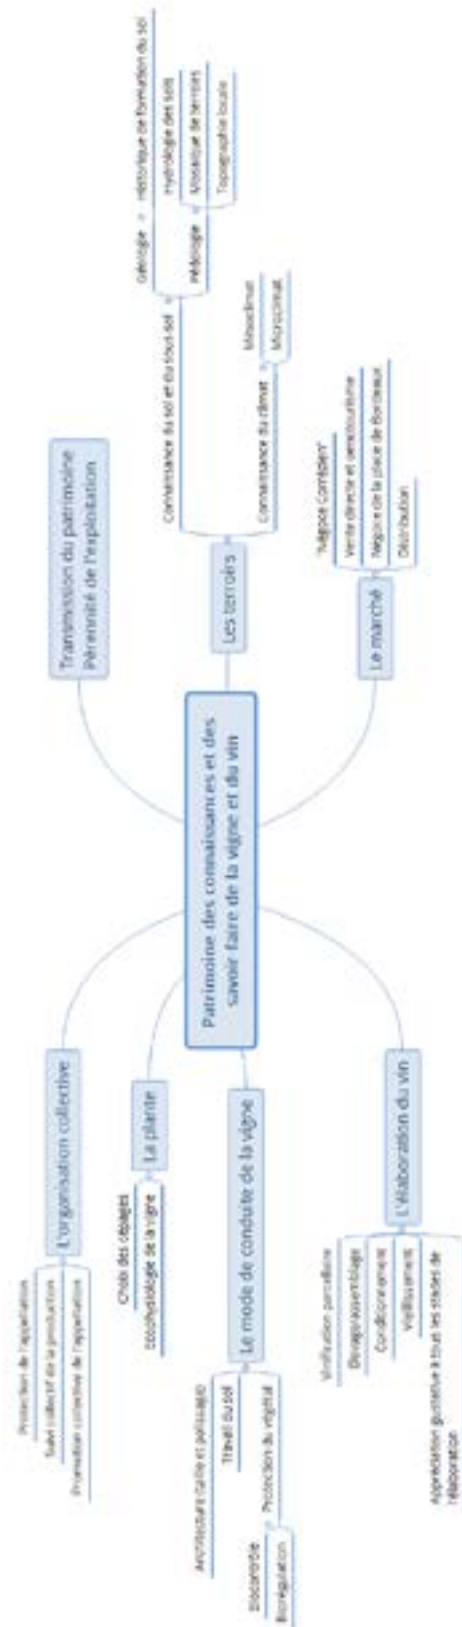 Patrimoine des connaissances et des
savoir faire de la vigne et du vin
Transmission du patrimoine
Pérennité de l'exploitation
Les terroirs
Connaissance du sol et du sous-sol
Géologie
Historique de formation du sol
Pédologie
Hydrologie des sols
Mosaïque de terroirs
Topographie locale
Connaissance du climat
Mésoclimat
Microclimat
Le marché
"Négoce Corrézien"
Vente directe et oenotourisme
Négoce de la place de Bordeaux
Distribution
L'organisation collective
Protection de l'appellation
Suivi collectif de la production
Promotion collective de l'appellation
La plante
Choix des cépages
Ecophysiologie de la vigne
Le mode de conduite de la vigne
Architecture (taille et palissage)
Travail du sol
Protection du végétal
Biocontrôle
Biorégulation
L'élaboration du vin
Vinification parcellaire
Elevage/assemblage
Conditionnement
Vieillissement
Appréciation gustative à tous les stades de
l'élaboration